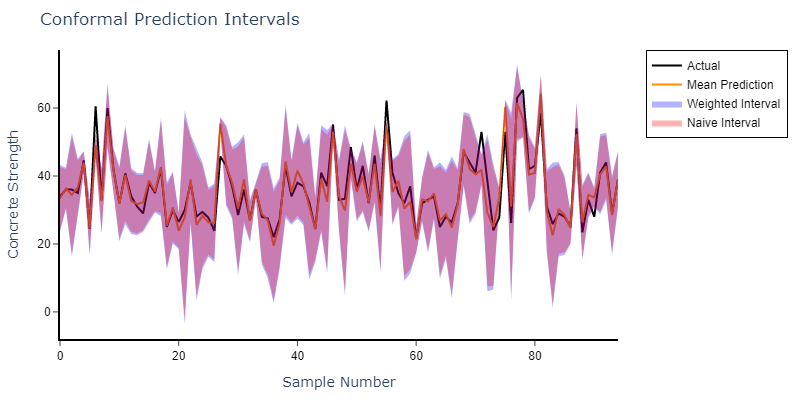 Conformal Prediction Intervals
Actual
Mean Prediction
Weighted Interval
Naive Interval
Concrete Strength
60
40
20
0
0
20
40
60
80
Sample Number